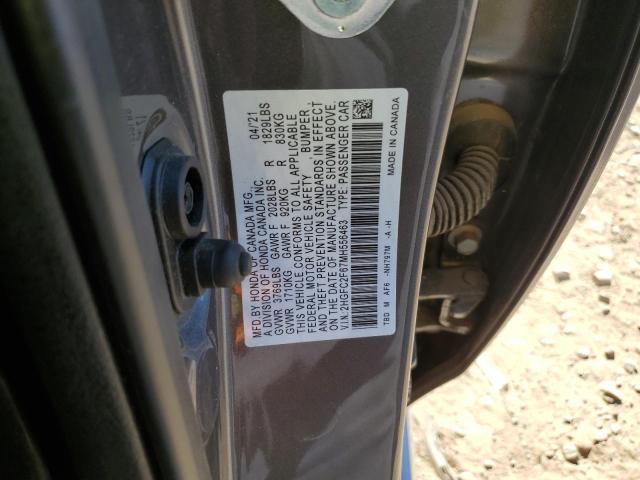 MFD. BY HONDA OF CANADA MFG., 04/'21
A DIVISION OF HONDA CANADA INC.
GVWR 3769LBS GAWR F 2028LBS R 1829LBS
GVWR 1710KG GAWR F 920KG R 830KG
THIS VEHICLE CONFORMS TO ALL APPLICABLE
FEDERAL MOTOR VEHICLE SAFETY, BUMPER,
AND THEFT PREVENTION STANDARDS IN EFFECT
ON THE DATE OF MANUFACTURE SHOWN ABOVE.
V.I.N. 2HGFC2F67MH556463 TYPE: PASSENGER CAR
TBD M AF6 -NH797M -A -H
MADE IN CANADA